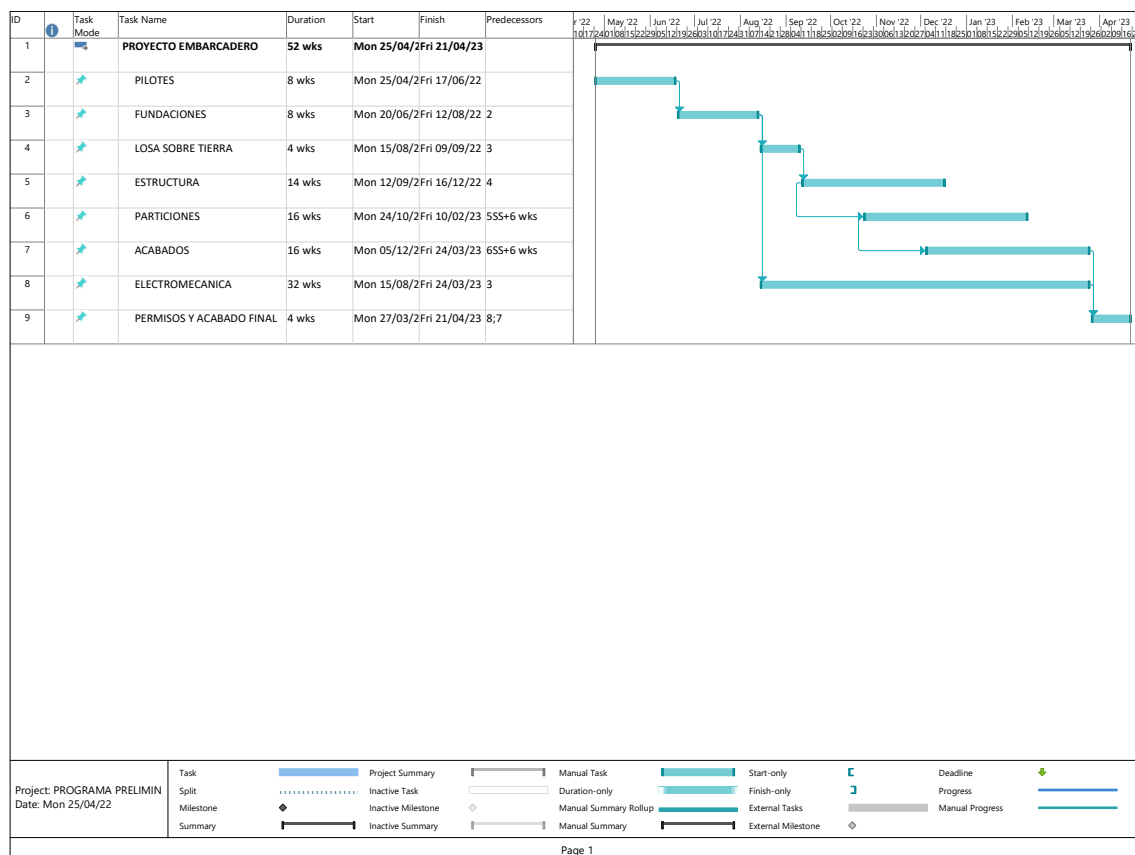 ID Task Mode Task Name Duration Start Finish Predecessors
r '22 May '22 Jun '22 Jul '22 Aug '22 Sep '22 Oct '22 Nov '22 Dec '22 Jan '23 Feb '23 Mar '23 Apr '23
1 PROYECTO EMBARCADERO 52 wks Mon 25/04/2 Fri 21/04/23
2 PILOTES 8 wks Mon 25/04/2 Fri 17/06/22
3 FUNDACIONES 8 wks Mon 20/06/2 Fri 12/08/22 2
4 LOSA SOBRE TIERRA 4 wks Mon 15/08/2 Fri 09/09/22 3
5 ESTRUCTURA 14 wks Mon 12/09/2 Fri 16/12/22 4
6 PARTICIONES 16 wks Mon 24/10/2 Fri 10/02/23 5SS+6 wks
7 ACABADOS 16 wks Mon 05/12/2 Fri 24/03/23 6SS+6 wks
8 ELECTROMECANICA 32 wks Mon 15/08/2 Fri 24/03/23 3
9 PERMISOS Y ACABADO FINAL 4 wks Mon 27/03/2 Fri 21/04/23 8;7
Project: PROGRAMA PRELIMIN
Date: Mon 25/04/22
Task Project Summary Manual Task Start-only Deadline
Split Inactive Task Duration-only Finish-only Progress
Milestone Inactive Milestone Manual Summary Rollup External Tasks Manual Progress
Summary Inactive Summary Manual Summary External Milestone
Page 1